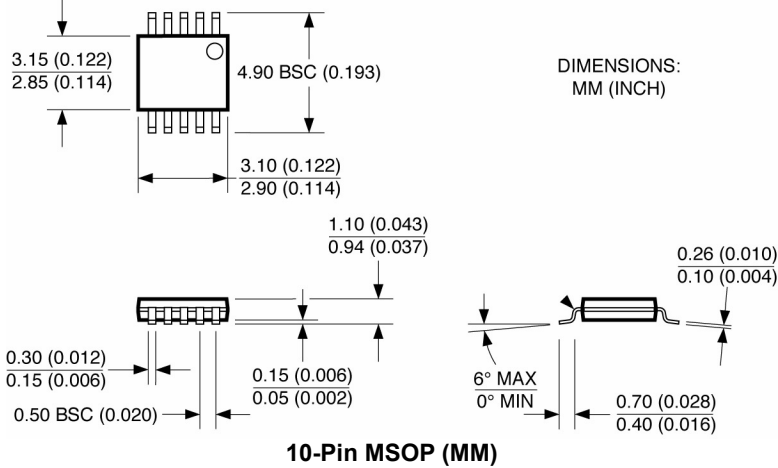 3.15 (0.122)
2.85 (0.114)
4.90 BSC (0.193)
DIMENSIONS:
MM (INCH)
3.10 (0.122)
2.90 (0.114)
1.10 (0.043)
0.94 (0.037)
0.26 (0.010)
0.10 (0.004)
0.30 (0.012)
0.15 (0.006)
0.15 (0.006)
0.05 (0.002)
6° MAX
0° MIN
0.50 BSC (0.020)
0.70 (0.028)
0.40 (0.016)
10-Pin MSOP (MM)